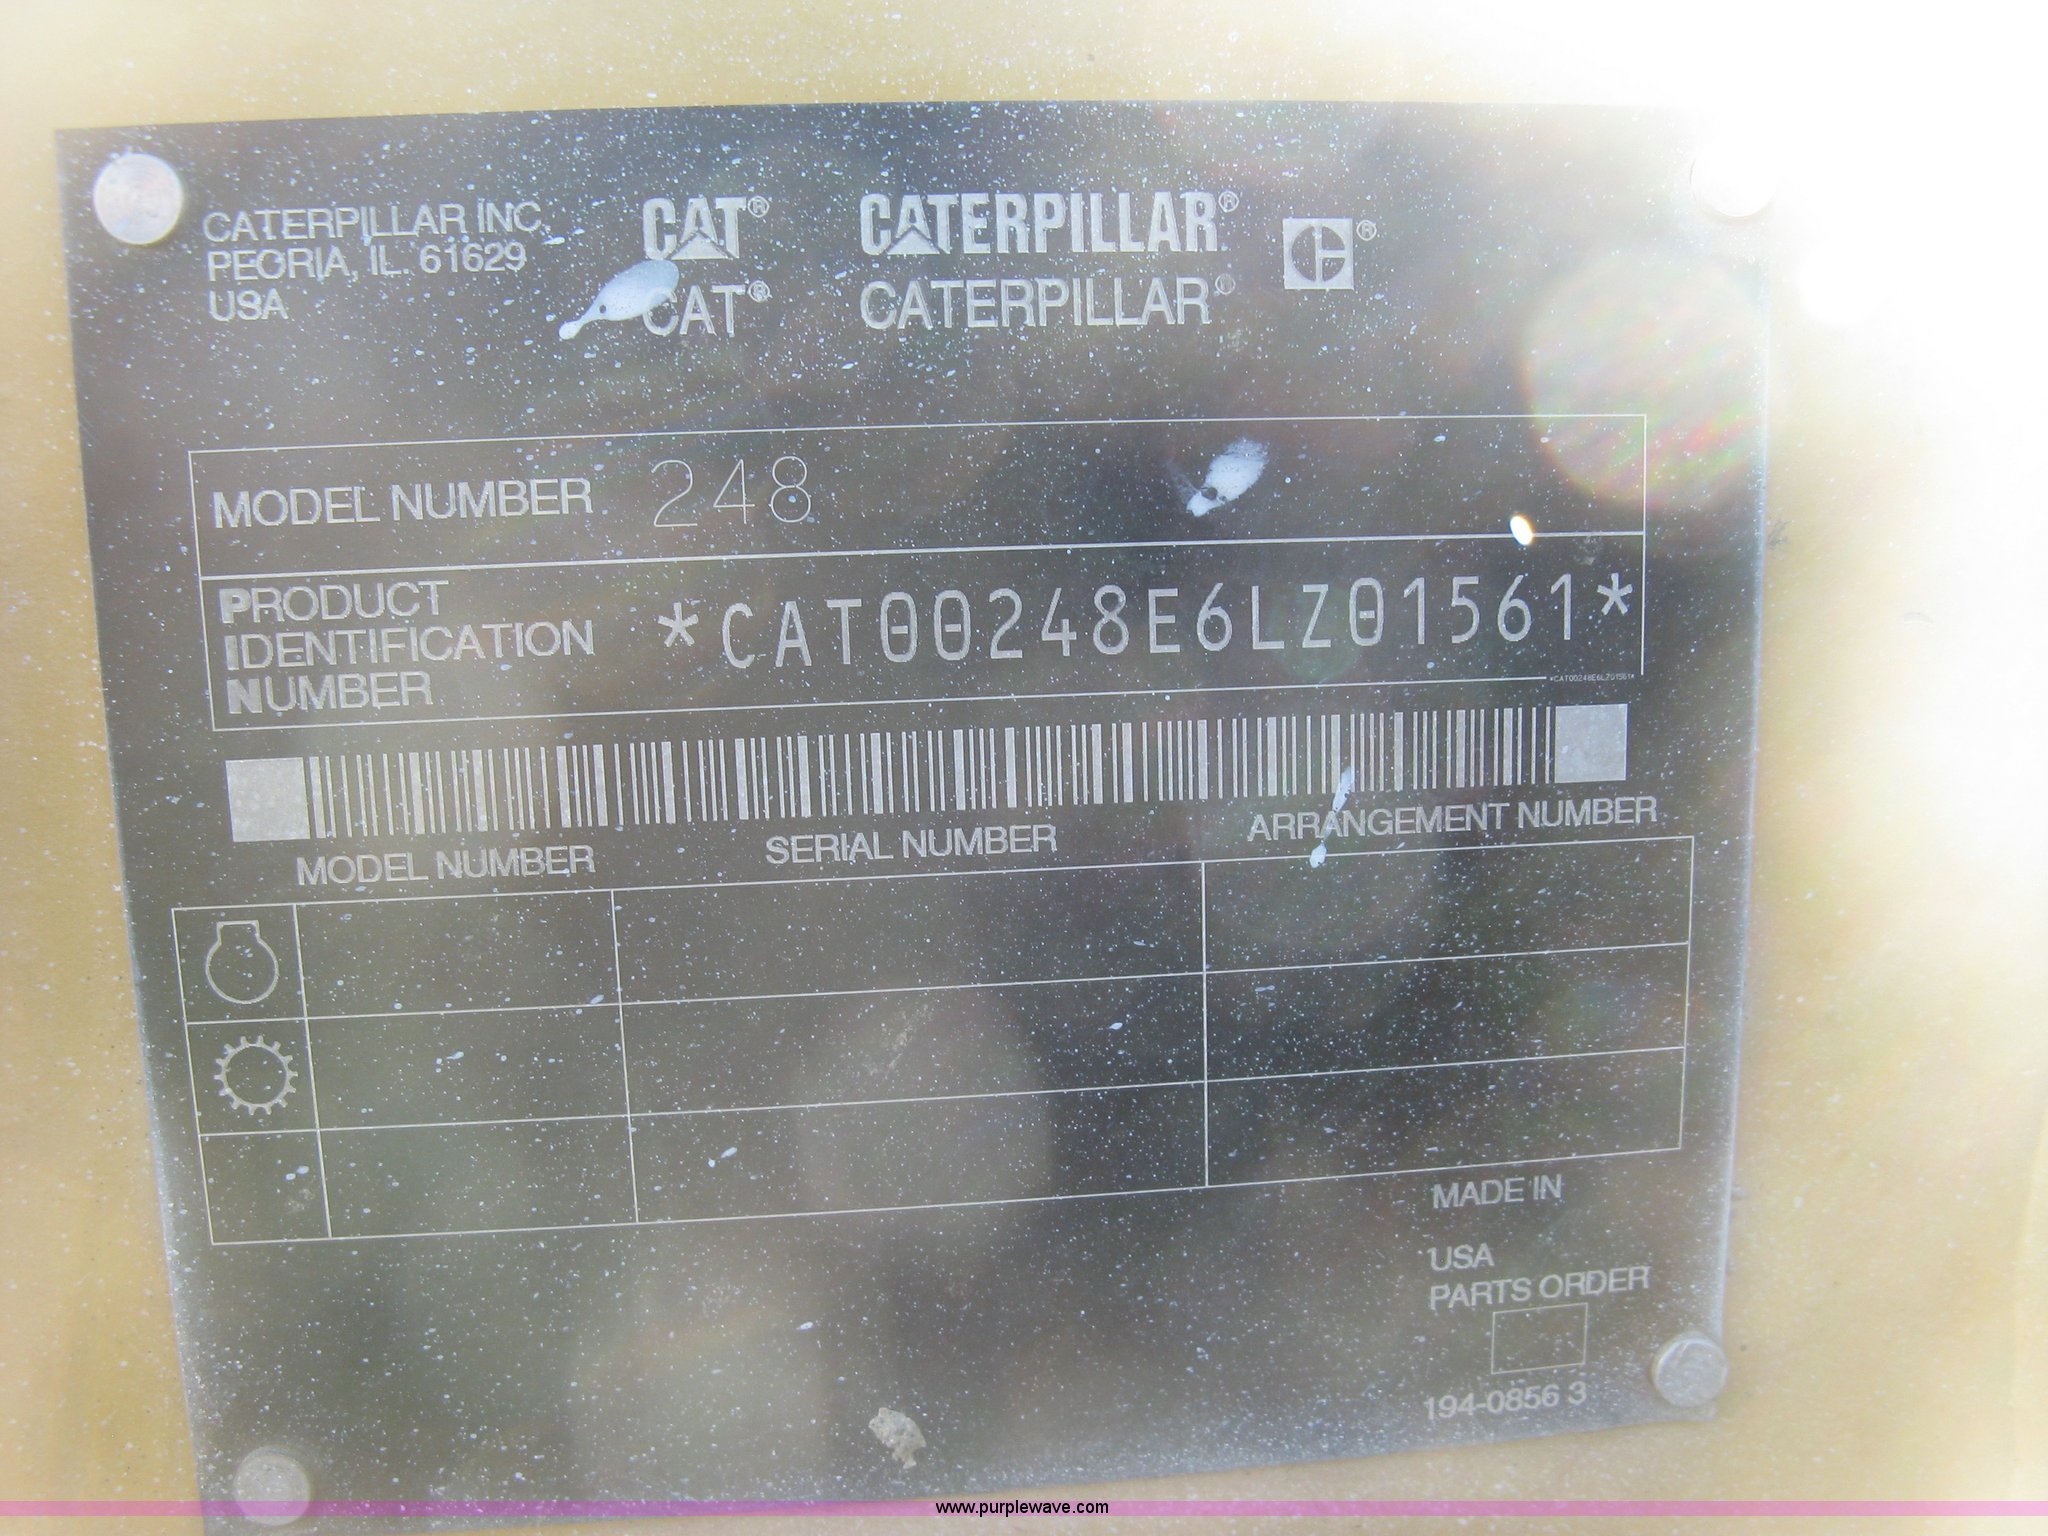 CATERPILLAR INC.
PEORIA, IL. 61629
USA
CAT® CATERPILLAR® ®
CAT® CATERPILLAR®
MODEL NUMBER 248
PRODUCT
IDENTIFICATION
NUMBER
*CAT00248E6LZ01561*
*CAT00248E6LZ01561*
MODEL NUMBER SERIAL NUMBER ARRANGEMENT NUMBER
MADE IN
USA
PARTS ORDER
194-0856 3
www.purplewave.com